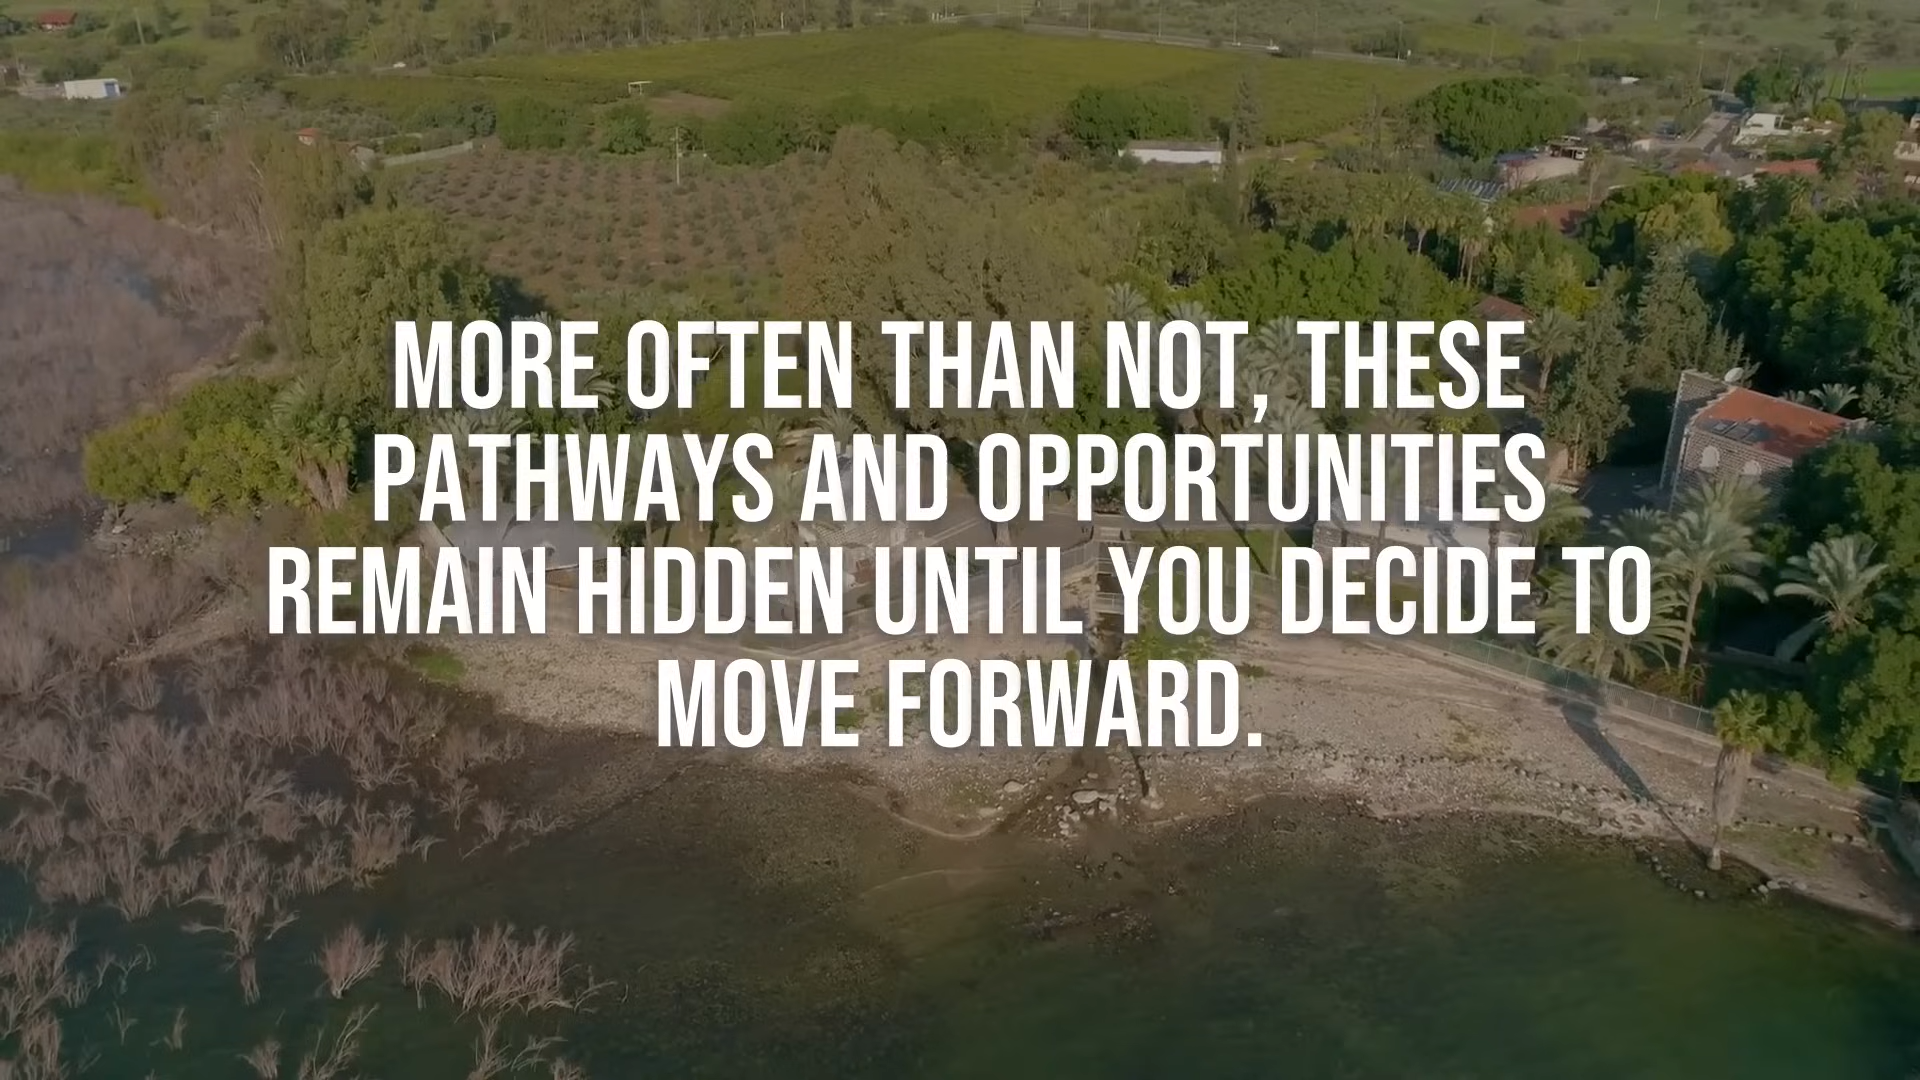 MORE OFTEN THAN NOT, THESE
PATHWAYS AND OPPORTUNITIES
REMAIN HIDDEN UNTIL YOU DECIDE TO
MOVE FORWARD.